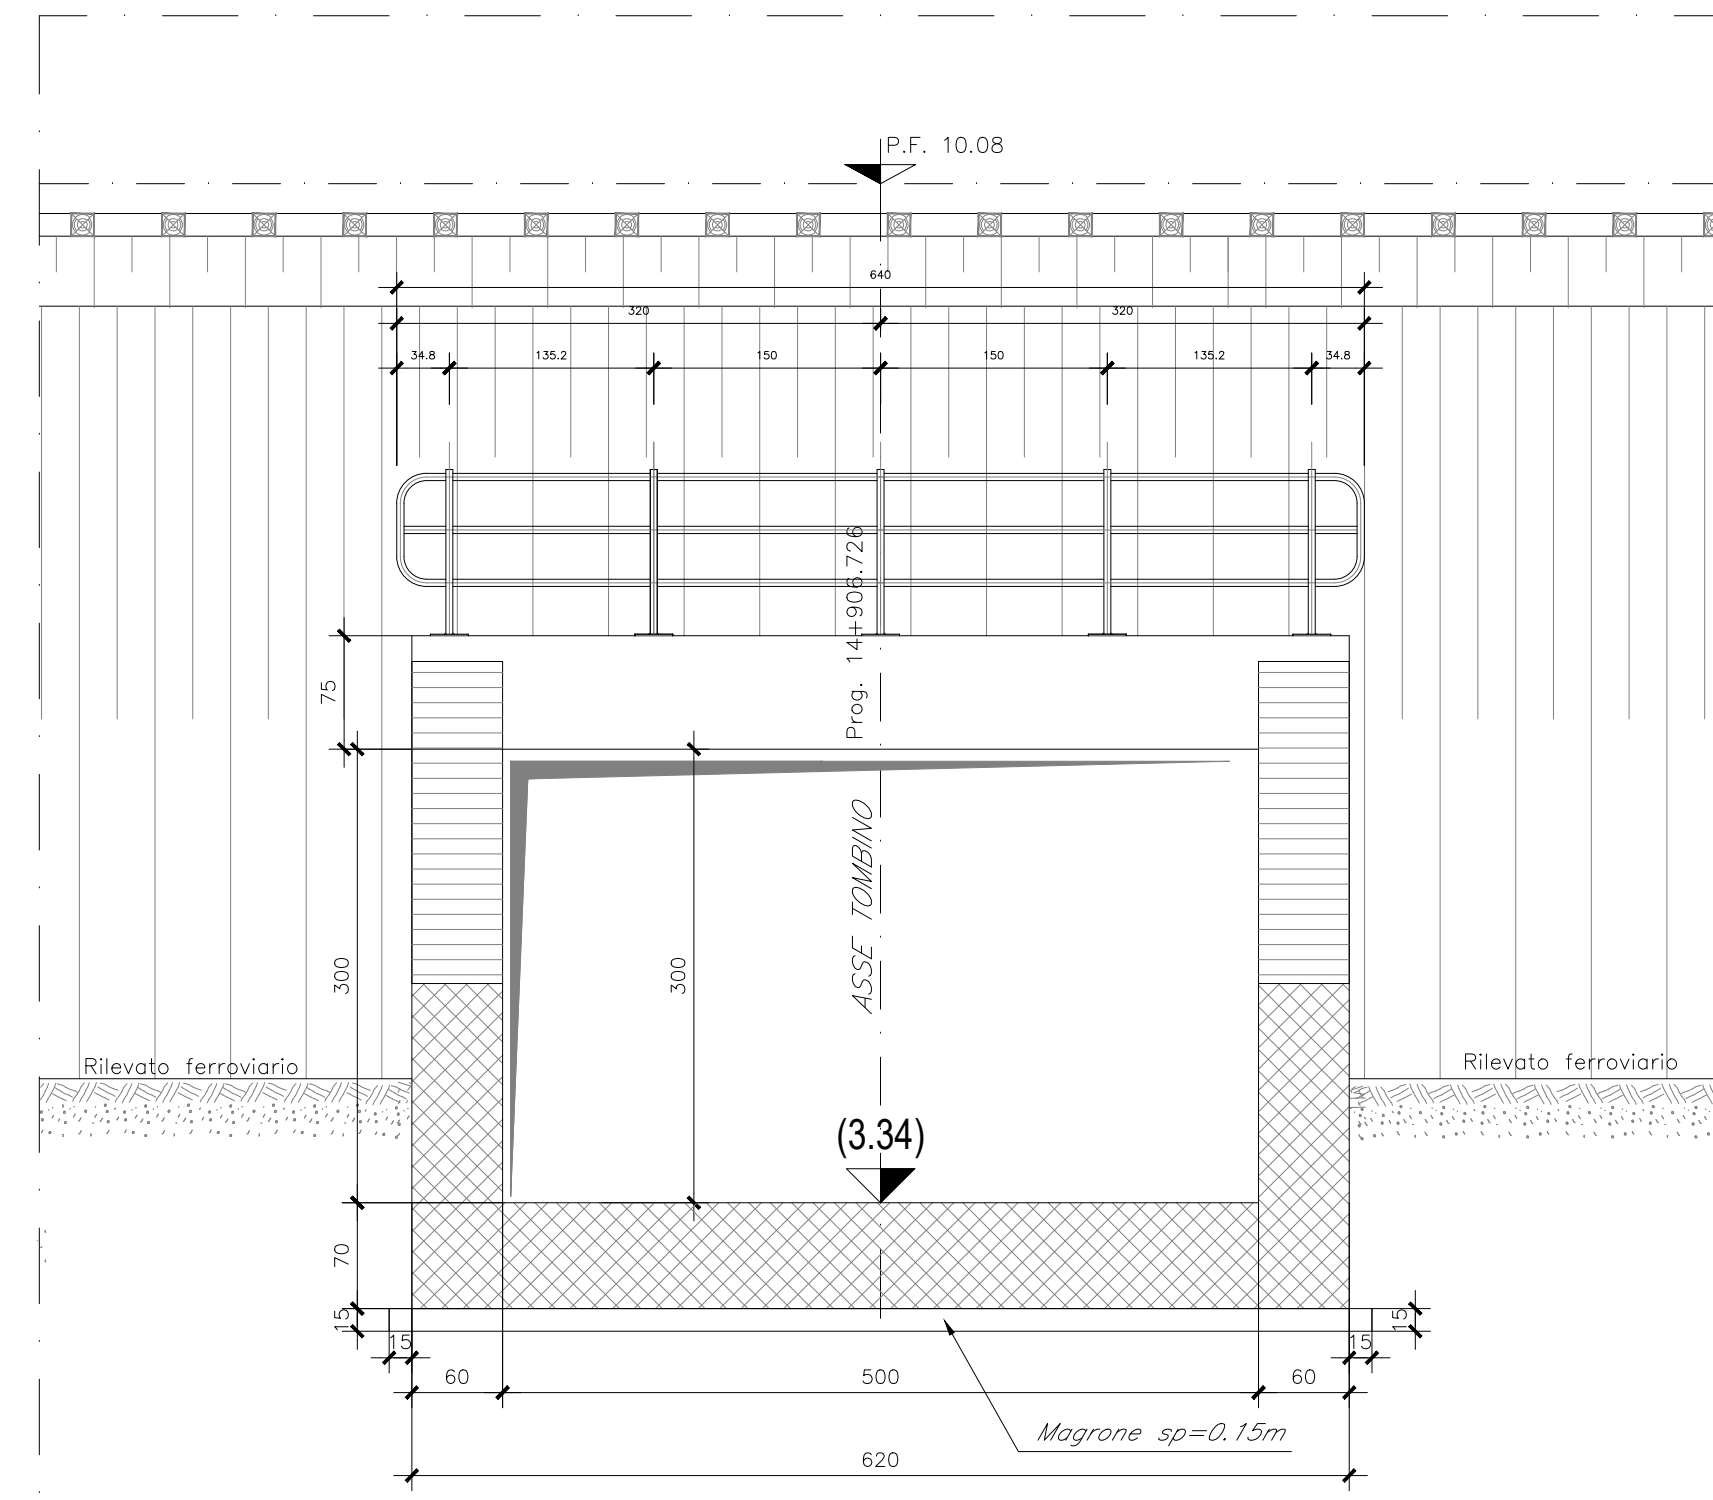 P.F. 10.08
640
320 320
34.8 135.2 150 150 135.2 34.8
Prog. 14+906.726
75
ASSE TOMBINO
300 300
Rilevato ferroviario Rilevato ferroviario
(3.34)
70
15 15
15 15
60 500 60
Magrone sp=0.15m
620